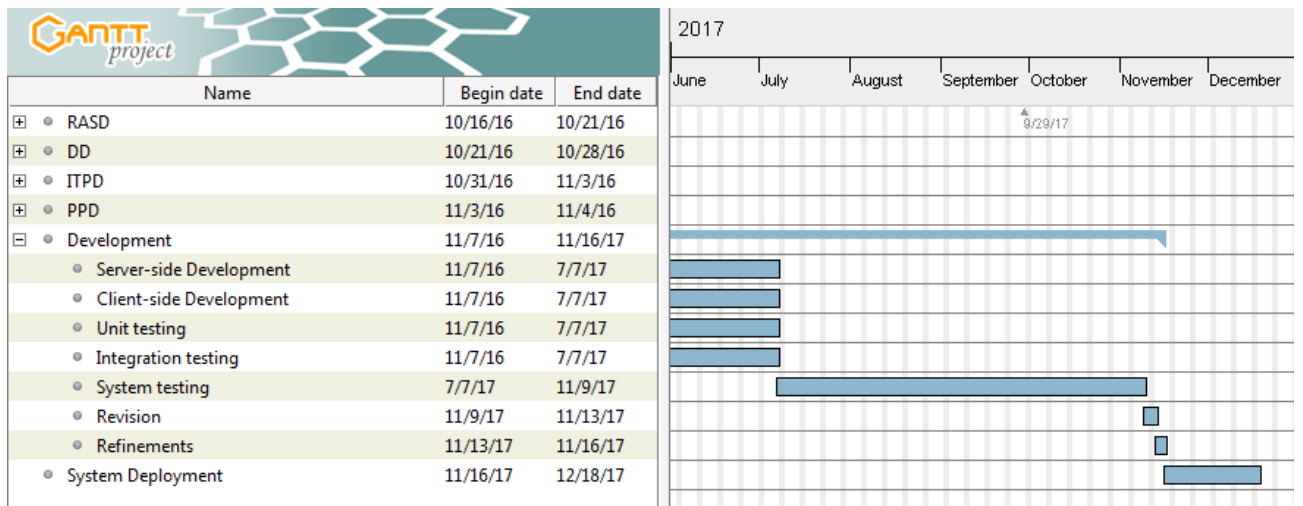 GANTT
project
2017
June July August September October November December
Name Begin date End date
9/29/17
RASD 10/16/16 10/21/16
DD 10/21/16 10/28/16
ITPD 10/31/16 11/3/16
PPD 11/3/16 11/4/16
Development 11/7/16 11/16/17
Server-side Development 11/7/16 7/7/17
Client-side Development 11/7/16 7/7/17
Unit testing 11/7/16 7/7/17
Integration testing 11/7/16 7/7/17
System testing 7/7/17 11/9/17
Revision 11/9/17 11/13/17
Refinements 11/13/17 11/16/17
System Deployment 11/16/17 12/18/17